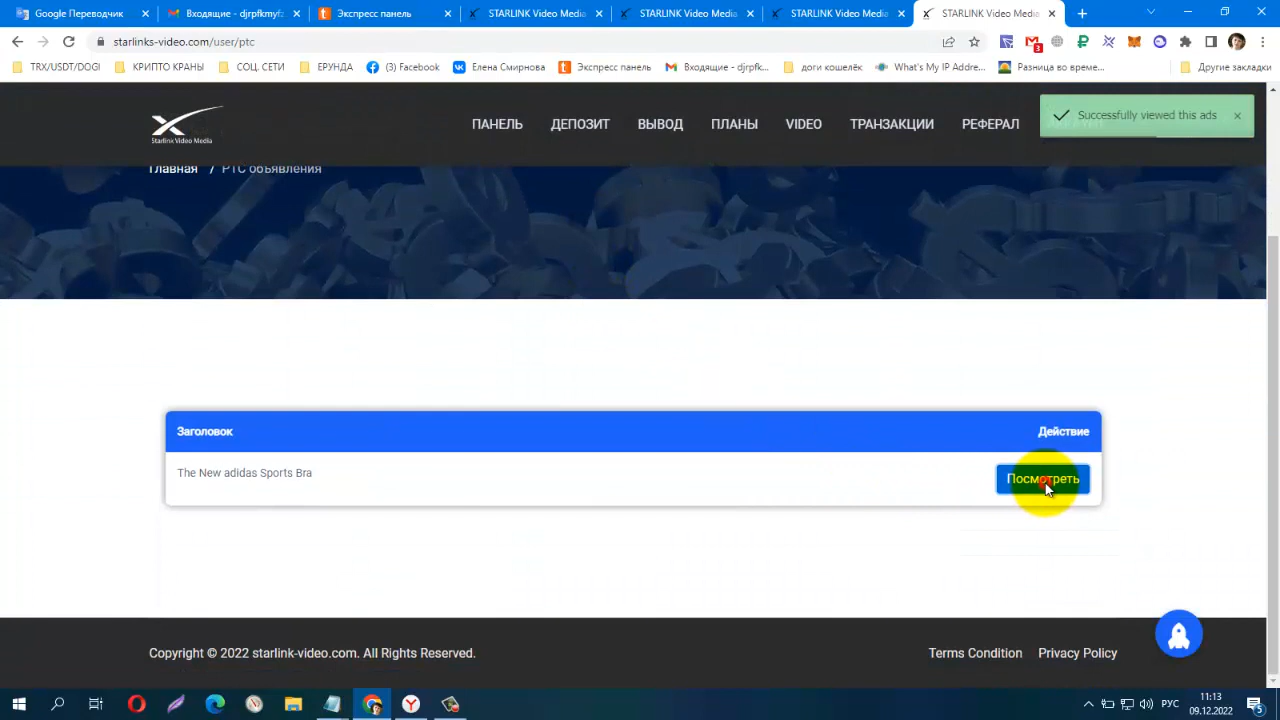 Google Переводчик
Входящие - djrpfkmyfz
Экспресс панель
STARLINK Video Media
STARLINK Video Media
STARLINK Video Media
STARLINK Video Media
starlinks-video.com/user/ptc
3
TRX/USDT/DOGI
КРИПТО КРАНЫ
СОЦ. СЕТИ
ЕРУНДА
(3) Facebook
Елена Смирнова
Экспресс панель
Входящие - djrpfk...
доги кошелёк
What's My IP Addre...
Разница во време...
Другие закладки
Starlink Video Media
ПАНЕЛЬ
ДЕПОЗИТ
ВЫВОД
ПЛАНЫ
VIDEO
ТРАНЗАКЦИИ
РЕФЕРАЛ
Successfully viewed this ads
Главная / PTC объявления
Заголовок
Действие
The New adidas Sports Bra
Посмотреть
Copyright © 2022 starlink-video.com. All Rights Reserved.
Terms Condition
Privacy Policy
РУС
11:13
09.12.2022
5